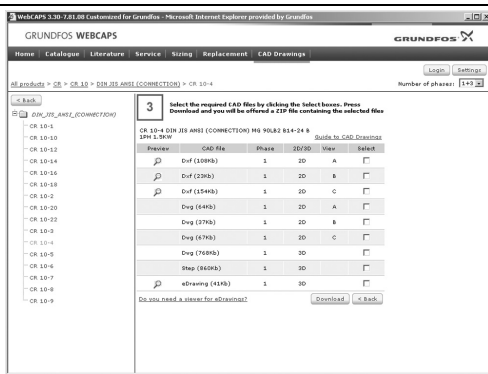 WebCAPS 3.30-7.81.08 Customized for Grundfos - Microsoft Internet Explorer provided by Grundfos
GRUNDFOS WEBCAPS
GRUNDFOS
Home Catalogue Literature Service Sizing Replacement CAD Drawings
Login Settings
All products > CR > CR 10 > DIN JIS ANSI (CONNECTION) > CR 10-4
Number of phases: 1+3
< Back
DIN_JIS_ANSI_(CONNECTION)
CR 10-1
CR 10-10
CR 10-12
CR 10-14
CR 10-16
CR 10-18
CR 10-2
CR 10-20
CR 10-22
CR 10-3
CR 10-4
CR 10-5
CR 10-6
CR 10-7
CR 10-8
CR 10-9
3
Select the required CAD files by clicking the Select boxes. Press
Download and you will be offered a ZIP file containing the selected files
CR 10-4 DIN JIS ANSI (CONNECTION) MG 90LB2 B14-24 B
1PH 1.5KW
Guide to CAD Drawings
Preview CAD file Phase 2D/3D View Select
Dxf (108Kb) 1 2D A
Dxf (23Kb) 1 2D B
Dxf (154Kb) 1 2D C
Dwg (64Kb) 1 2D A
Dwg (37Kb) 1 2D B
Dwg (67Kb) 1 2D C
Dwg (768Kb) 1 3D
Step (860Kb) 1 3D
eDrawing (41Kb) 1 3D
Do you need a viewer for eDrawings?
Download < Back